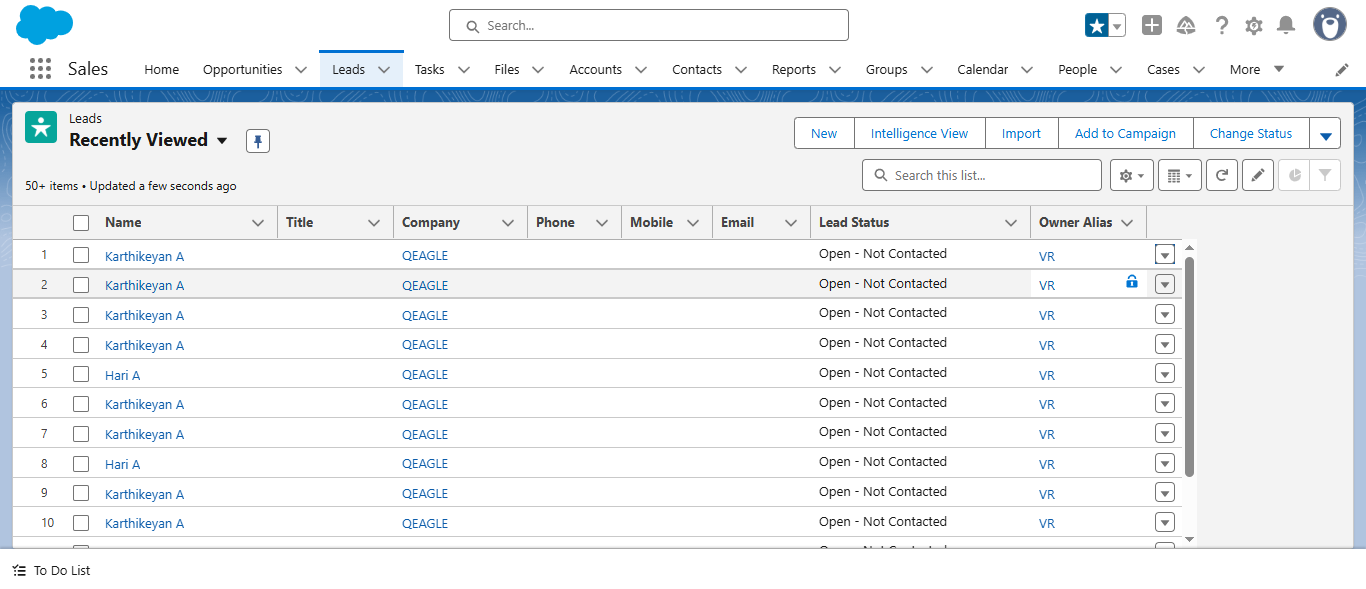 Search...
Sales Home Opportunities Leads Tasks Files Accounts Contacts Reports Groups Calendar People Cases More
Leads
Recently Viewed
New Intelligence View Import Add to Campaign Change Status
50+ items • Updated a few seconds ago
Search this list...
Name Title Company Phone Mobile Email Lead Status Owner Alias
1 Karthikeyan A QEAGLE Open - Not Contacted VR
2 Karthikeyan A QEAGLE Open - Not Contacted VR
3 Karthikeyan A QEAGLE Open - Not Contacted VR
4 Karthikeyan A QEAGLE Open - Not Contacted VR
5 Hari A QEAGLE Open - Not Contacted VR
6 Karthikeyan A QEAGLE Open - Not Contacted VR
7 Karthikeyan A QEAGLE Open - Not Contacted VR
8 Hari A QEAGLE Open - Not Contacted VR
9 Karthikeyan A QEAGLE Open - Not Contacted VR
10 Karthikeyan A QEAGLE Open - Not Contacted VR
To Do List